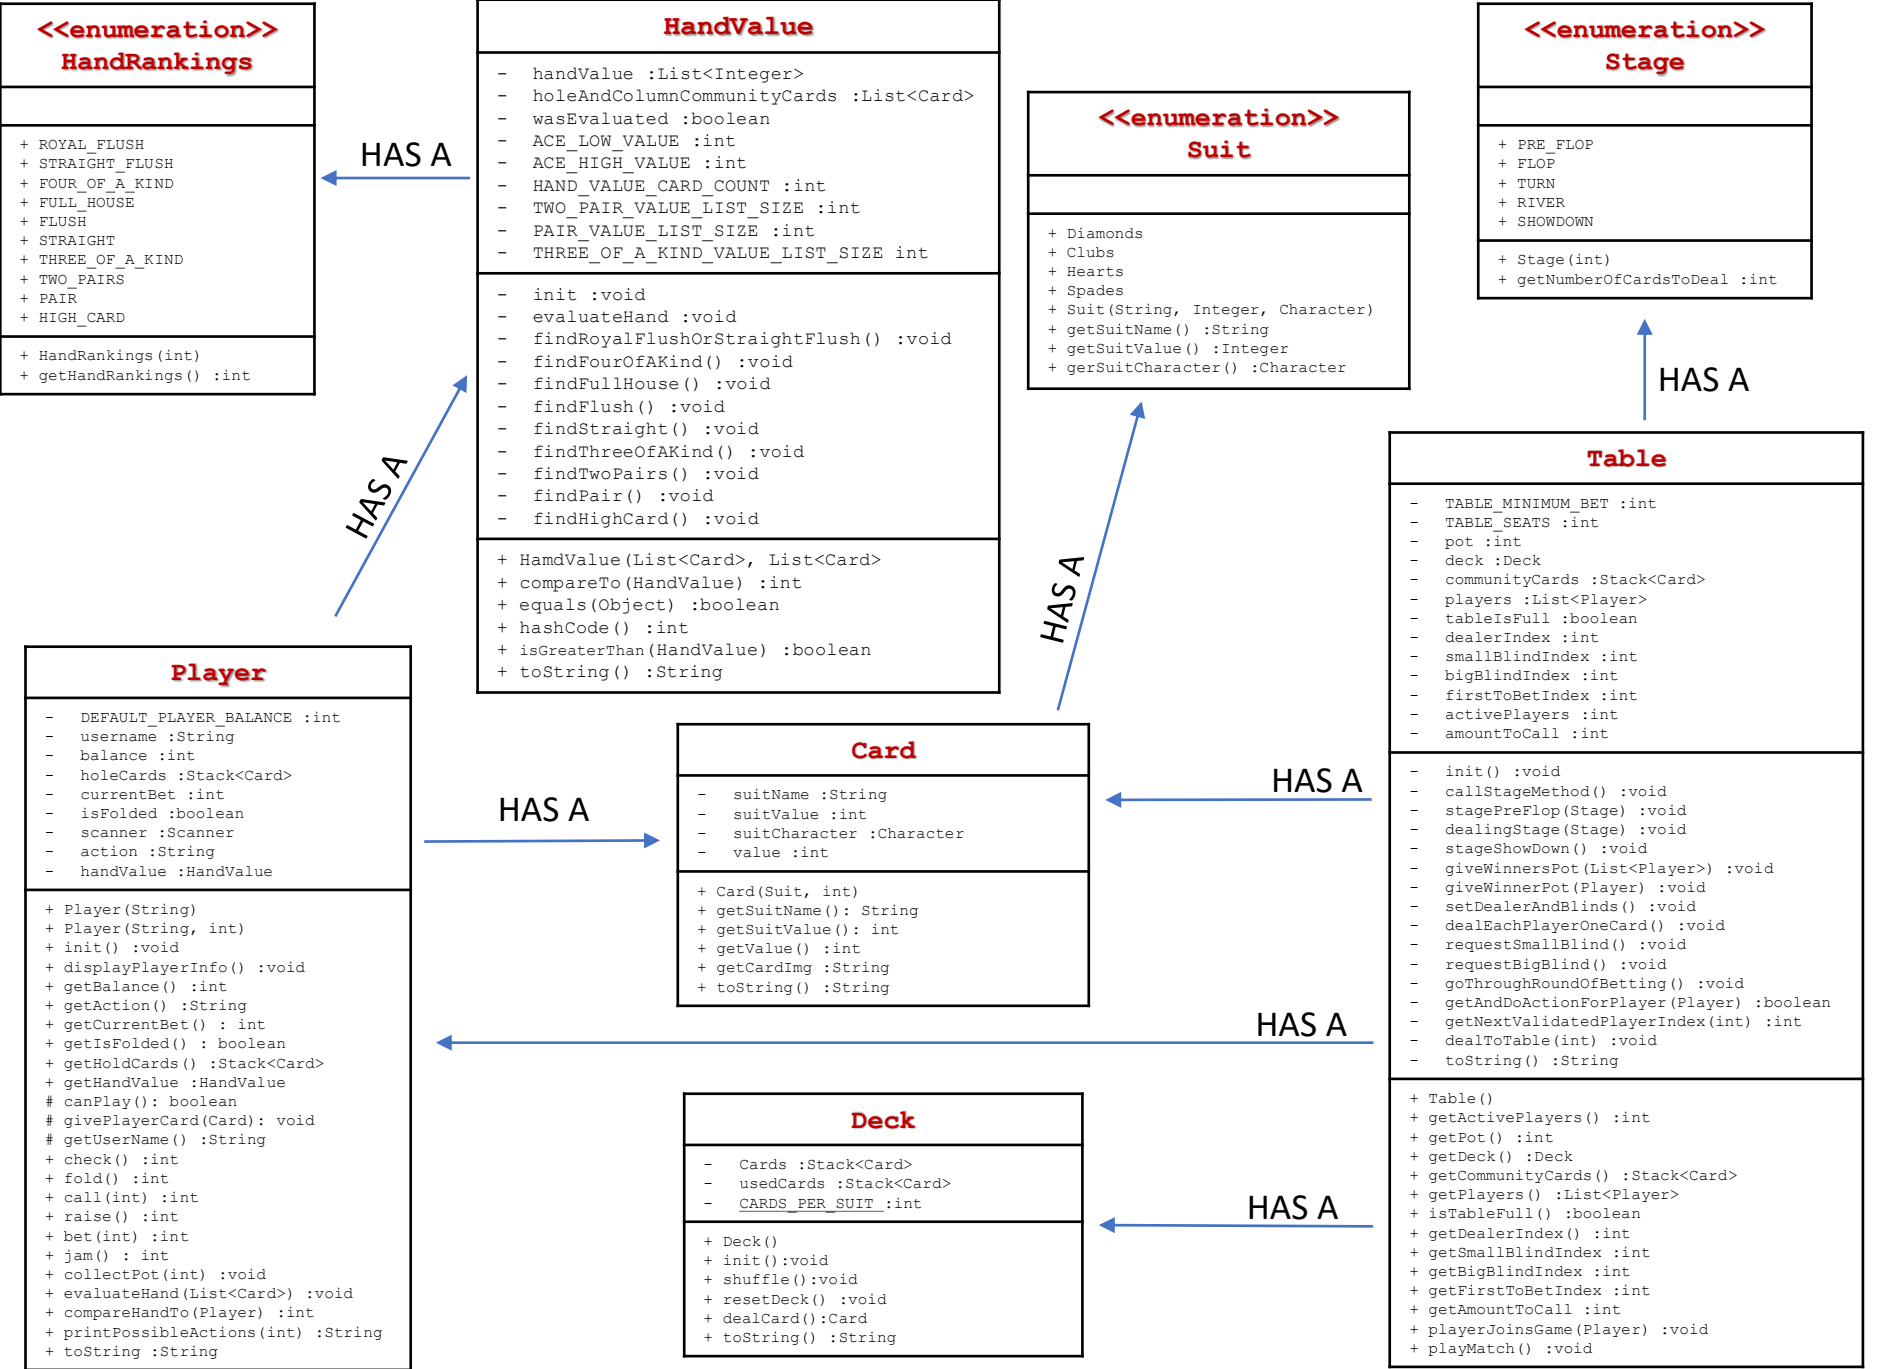 <<enumeration>>
HandRankings
+ ROYAL_FLUSH
+ STRAIGHT_FLUSH
+ FOUR_OF_A_KIND
+ FULL_HOUSE
+ FLUSH
+ STRAIGHT
+ THREE_OF_A_KIND
+ TWO_PAIRS
+ PAIR
+ HIGH_CARD
+ HandRankings(int)
+ getHandRankings() :int
HAS A
HandValue
- handValue :List<Integer>
- holeAndColumnCommunityCards :List<Card>
- wasEvaluated :boolean
- ACE_LOW_VALUE :int
- ACE_HIGH_VALUE :int
- HAND_VALUE_CARD_COUNT :int
- TWO_PAIR_VALUE_LIST_SIZE :int
- PAIR_VALUE_LIST_SIZE :int
- THREE_OF_A_KIND_VALUE_LIST_SIZE int
- init :void
- evaluateHand :void
- findRoyalFlushOrStraightFlush() :void
- findFourOfAKind() :void
- findFullHouse() :void
- findFlush() :void
- findStraight() :void
- findThreeOfAKind() :void
- findTwoPairs() :void
- findPair() :void
- findHighCard() :void
+ HamdValue(List<Card>, List<Card>
+ compareTo(HandValue) :int
+ equals(Object) :boolean
+ hashCode() :int
+ isGreaterThan(HandValue) :boolean
+ toString() :String
<<enumeration>>
Suit
+ Diamonds
+ Clubs
+ Hearts
+ Spades
+ Suit(String, Integer, Character)
+ getSuitName() :String
+ getSuitValue() :Integer
+ gerSuitCharacter() :Character
<<enumeration>>
Stage
+ PRE_FLOP
+ FLOP
+ TURN
+ RIVER
+ SHOWDOWN
+ Stage(int)
+ getNumberOfCardsToDeal :int
HAS A
HAS A
HAS A
Player
- DEFAULT_PLAYER_BALANCE :int
- username :String
- balance :int
- holeCards :Stack<Card>
- currentBet :int
- isFolded :boolean
- scanner :Scanner
- action :String
- handValue :HandValue
+ Player(String)
+ Player(String, int)
+ init() :void
+ displayPlayerInfo() :void
+ getBalance() :int
+ getAction() :String
+ getCurrentBet() : int
+ getIsFolded() : boolean
+ getHoldCards() :Stack<Card>
+ getHandValue :HandValue
# canPlay(): boolean
# givePlayerCard(Card): void
# getUserName() :String
+ check() :int
+ fold() :int
+ call(int) :int
+ raise() :int
+ bet(int) :int
+ jam() : int
+ collectPot(int) :void
+ evaluateHand(List<Card>) :void
+ compareHandTo(Player) :int
+ printPossibleActions(int) :String
+ toString :String
HAS A
Card
- suitName :String
- suitValue :int
- suitCharacter :Character
- value :int
+ Card(Suit, int)
+ getSuitName(): String
+ getSuitValue(): int
+ getValue() :int
+ getCardImg :String
+ toString() :String
HAS A
HAS A
Deck
- Cards :Stack<Card>
- usedCards :Stack<Card>
- CARDS_PER_SUIT :int
+ Deck()
+ init():void
+ shuffle():void
+ resetDeck() :void
+ dealCard():Card
+ toString() :String
HAS A
Table
- TABLE_MINIMUM_BET :int
- TABLE_SEATS :int
- pot :int
- deck :Deck
- communityCards :Stack<Card>
- players :List<Player>
- tableIsFull :boolean
- dealerIndex :int
- smallBlindIndex :int
- bigBlindIndex :int
- firstToBetIndex :int
- activePlayers :int
- amountToCall :int
- init() :void
- callStageMethod() :void
- stagePreFlop(Stage) :void
- dealingStage(Stage) :void
- stageShowDown() :void
- giveWinnersPot(List<Player>) :void
- giveWinnerPot(Player) :void
- setDealerAndBlinds() :void
- dealEachPlayerOneCard() :void
- requestSmallBlind() :void
- requestBigBlind() :void
- goThroughRoundOfBetting() :void
- getAndDoActionForPlayer(Player) :boolean
- getNextValidatedPlayerIndex(int) :int
- dealToTable(int) :void
- toString() :String
+ Table()
+ getActivePlayers() :int
+ getPot() :int
+ getDeck() :Deck
+ getCommunityCards() :Stack<Card>
+ getPlayers() :List<Player>
+ isTableFull() :boolean
+ getDealerIndex() :int
+ getSmallBlindIndex :int
+ getBigBlindIndex :int
+ getFirstToBetIndex :int
+ getAmountToCall :int
+ playerJoinsGame(Player) :void
+ playMatch() :void